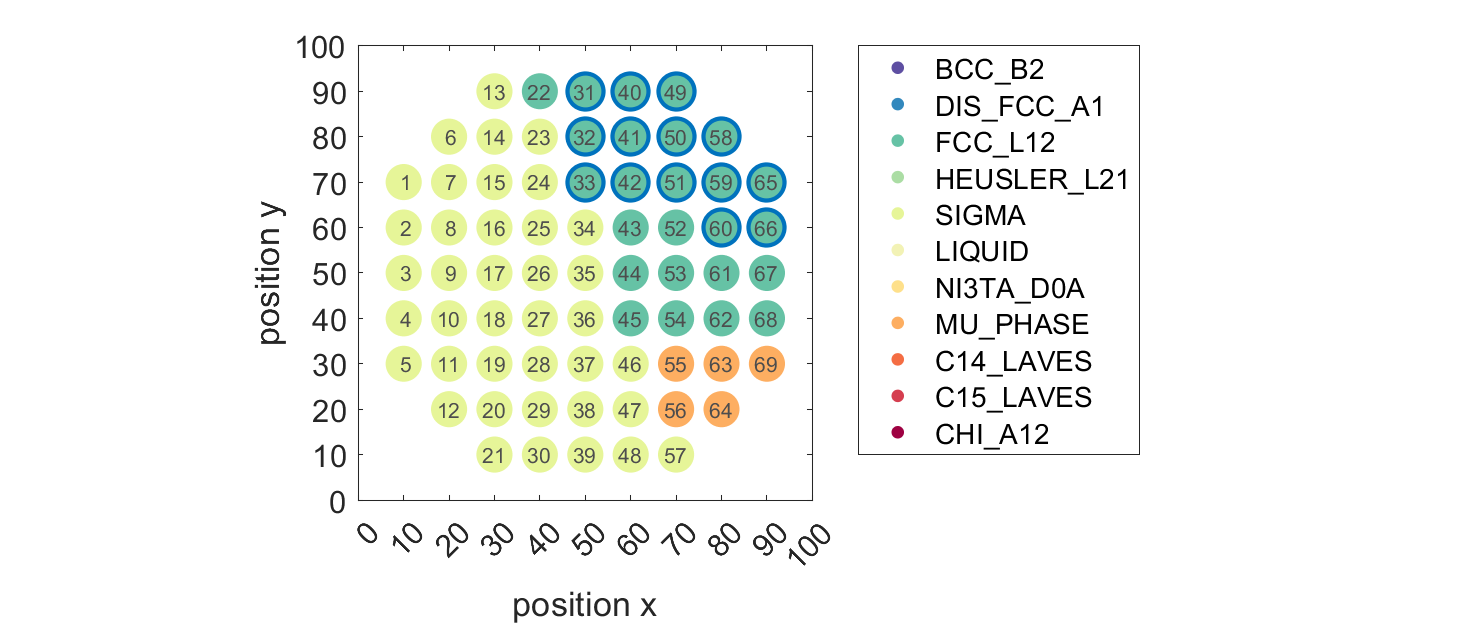 100
90 13 22 31 40 49
80 6 14 23 32 41 50 58
70 1 7 15 24 33 42 51 59 65
60 2 8 16 25 34 43 52 60 66
50 3 9 17 26 35 44 53 61 67
40 4 10 18 27 36 45 54 62 68
30 5 11 19 28 37 46 55 63 69
20 12 20 29 38 47 56 64
10 21 30 39 48 57
0
0 10 20 30 40 50 60 70 80 90 100
position x
position y
BCC_B2
DIS_FCC_A1
FCC_L12
HEUSLER_L21
SIGMA
LIQUID
NI3TA_D0A
MU_PHASE
C14_LAVES
C15_LAVES
CHI_A12